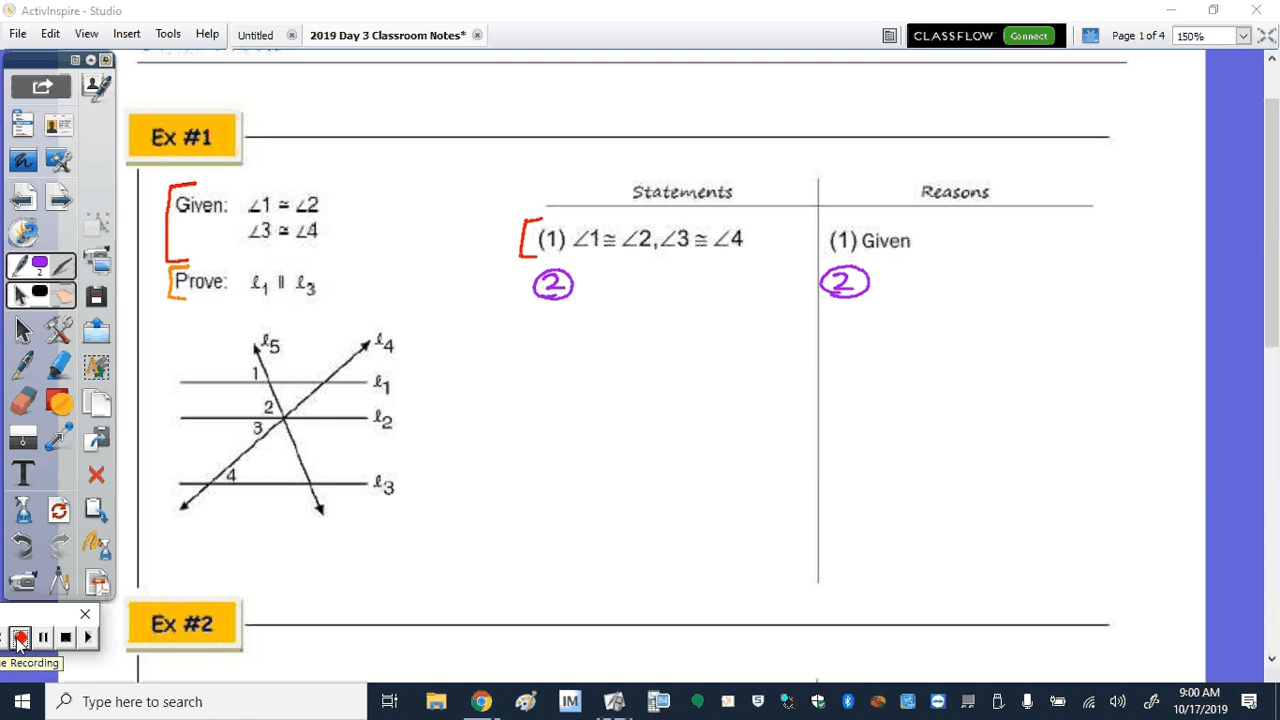 ActivInspire - Studio
File Edit View Insert Tools Help Untitled 2019 Day 3 Classroom Notes* CLASSFLOW Connect Page 1 of 4 150%
Ex #1
Given: ∠1 ≅ ∠2
∠3 ≅ ∠4
Prove: ℓ1 ∥ ℓ3
Statements Reasons
(1) ∠1 ≅ ∠2, ∠3 ≅ ∠4 (1) Given
2 2
ℓ5 ℓ4
1 ℓ1
2 ℓ2
3
4 ℓ3
Ex #2
e Recording
Type here to search
9:00 AM
10/17/2019